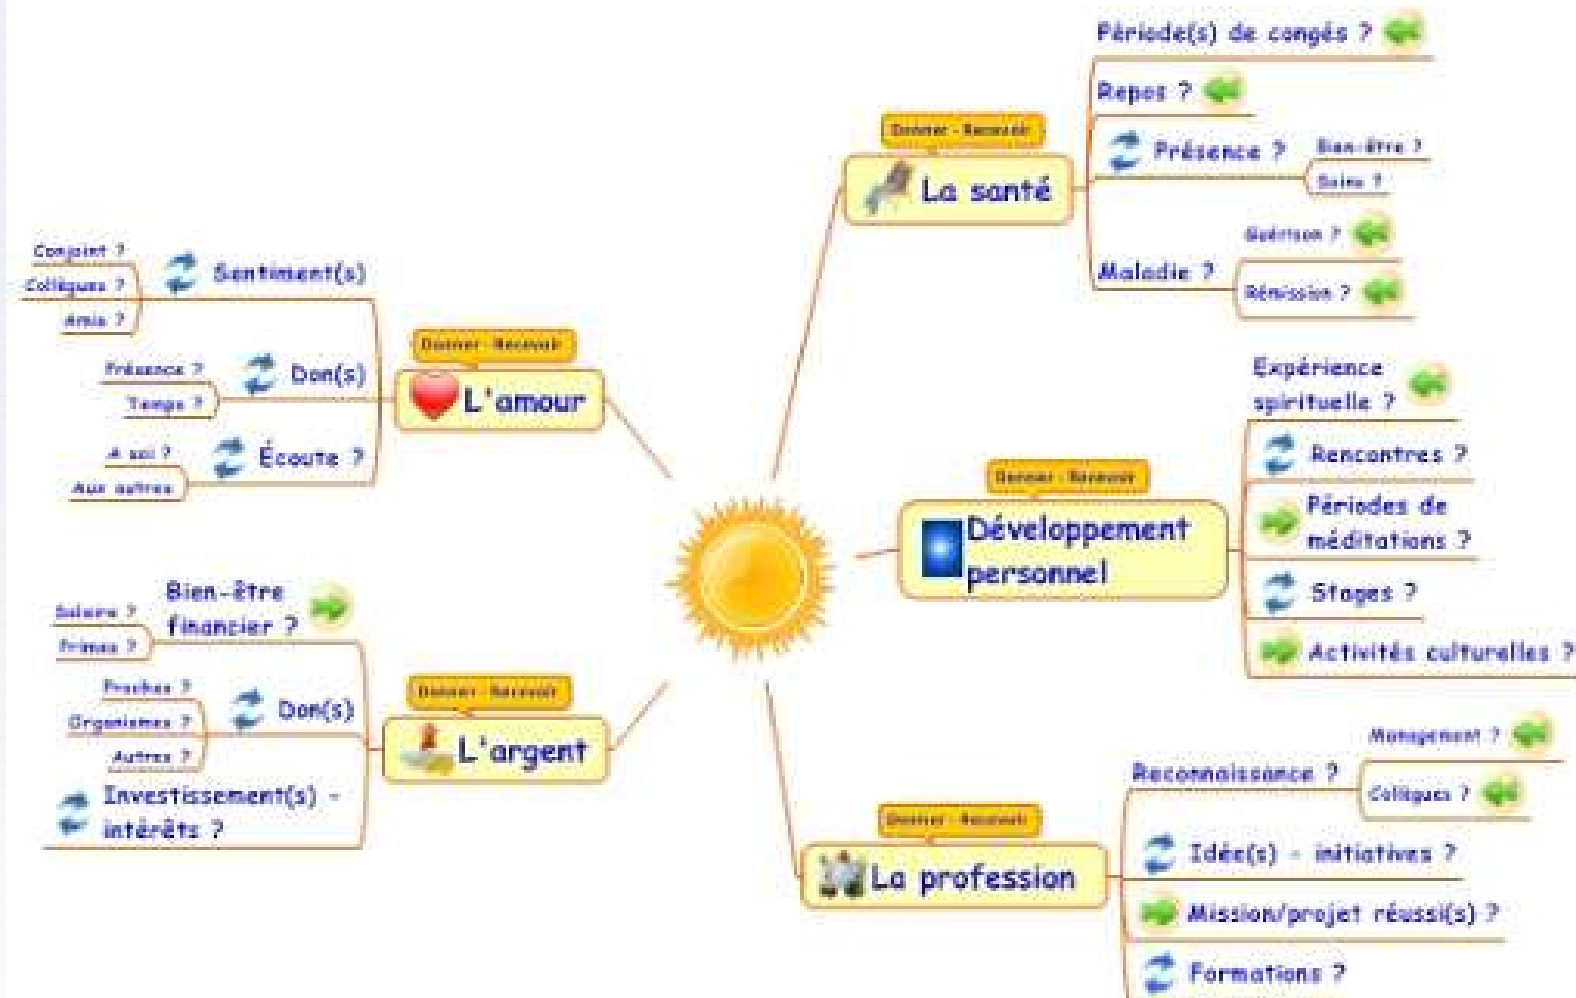 Période(s) de congés ?
Repos ?
Donner - Recevoir
Présence ?
Bien-être ?
Soins ?
La santé
Guérison ?
Maladie ?
Rémission ?
Conjoint ?
Sentiment(s)
Collègues ?
Amis ?
Donner - Recevoir
Présence ?
Don(s)
Temps ?
L'amour
A soi ?
Écoute ?
Aux autres
Expérience
spirituelle ?
Rencontres ?
Donner - Recevoir
Périodes de
méditations ?
Développement
personnel
Stages ?
Activités culturelles ?
Bien-être
financier ?
Salaire ?
Primes ?
Proches ?
Don(s)
Organismes ?
Autres ?
Donner - Recevoir
L'argent
Investissement(s) -
intérêts ?
Management ?
Reconnaissance ?
Collègues ?
Donner - Recevoir
Idée(s) - initiatives ?
La profession
Mission/projet réussi(s) ?
Formations ?